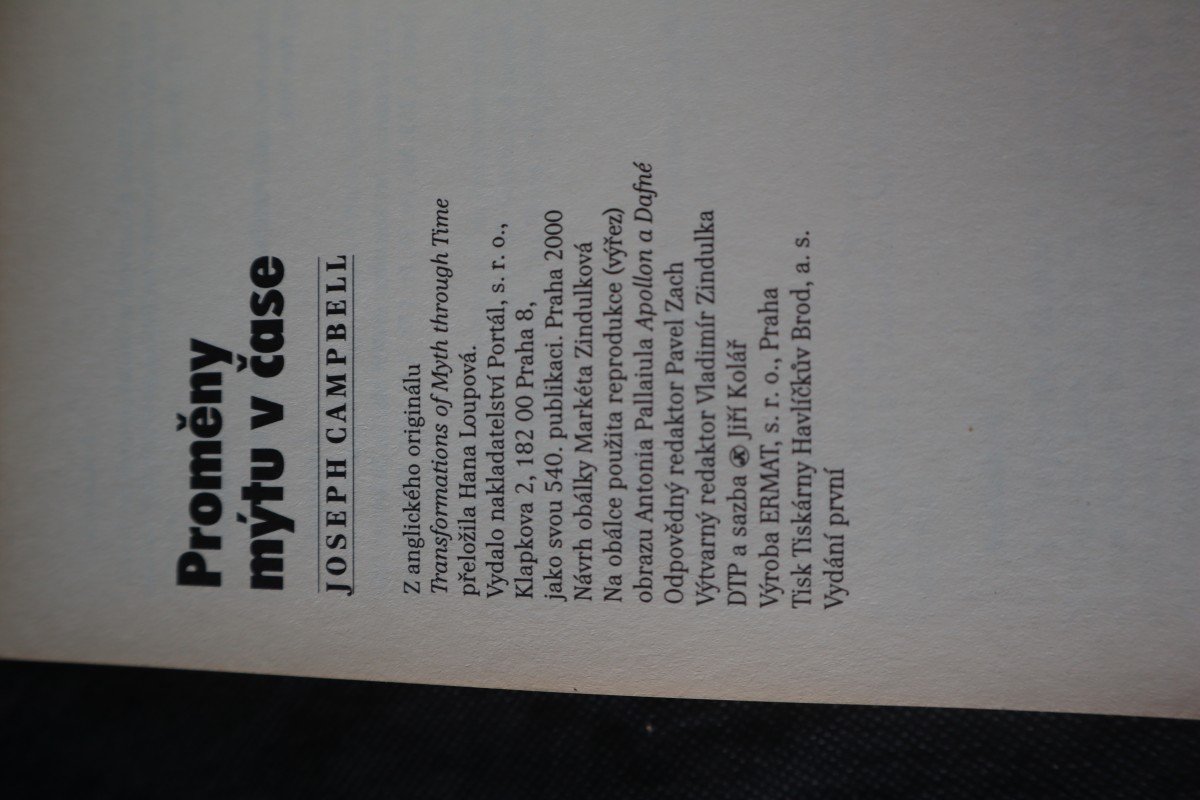 Proměny
mýtu v čase
JOSEPH CAMPBELL
Z anglického originálu
Transformations of Myth through Time
přeložila Hana Loupová.
Vydalo nakladatelství Portál, s. r. o.,
Klapkova 2, 182 00 Praha 8,
jako svou 540. publikaci. Praha 2000
Návrh obálky Markéta Zindulková
Na obálce použita reprodukce (výřez)
obrazu Antonia Pallaiula Apollon a Dafné
Odpovědný redaktor Pavel Zach
Výtvarný redaktor Vladimír Zindulka
DTP a sazba Jiří Kolář
Výroba ERMAT, s. r. o., Praha
Tisk Tiskárny Havlíčkův Brod, a. s.
Vydání první